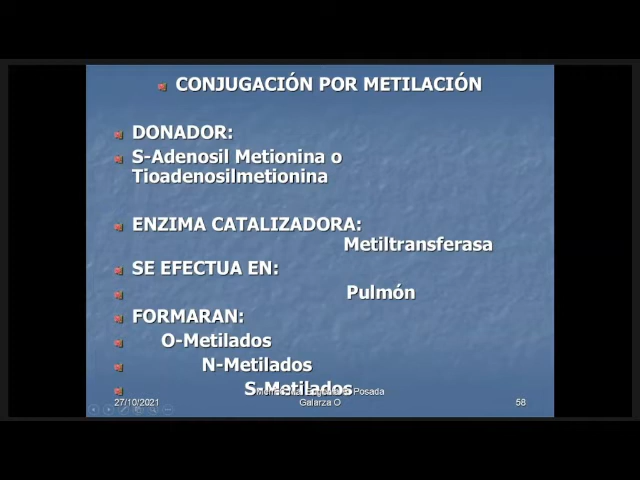 CONJUGACIÓN POR METILACIÓN
DONADOR:
S-Adenosil Metionina o
Tioadenosilmetionina
ENZIMA CATALIZADORA:
Metiltransferasa
SE EFECTUA EN:
Pulmón
FORMARAN:
O-Metilados
N-Metilados
S-Metilados
Posada
27/10/2021
Galarza O
58